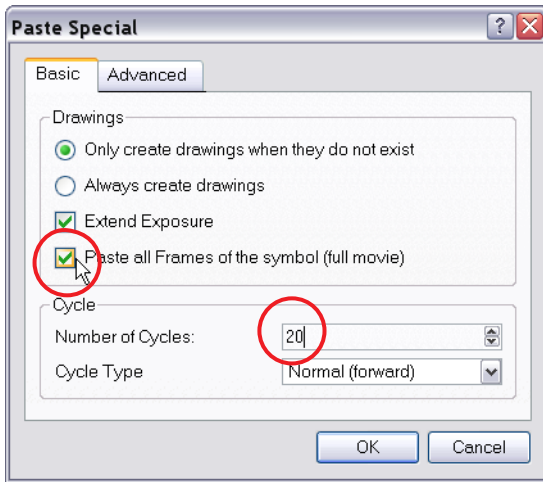 Paste Special
Basic Advanced
Drawings
Only create drawings when they do not exist
Always create drawings
Extend Exposure
Paste all Frames of the symbol (full movie)
Cycle
Number of Cycles: 20
Cycle Type Normal (forward)
OK Cancel